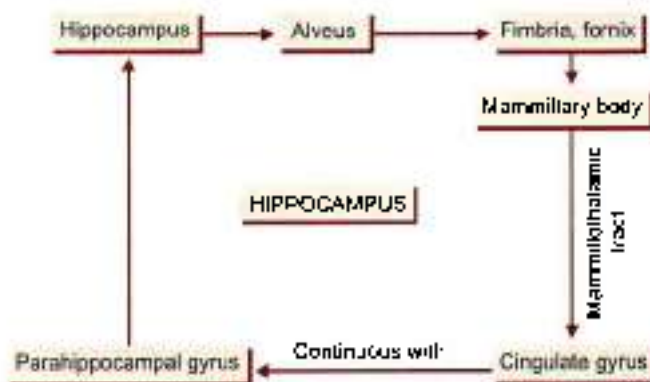 Hippocampus
Alveus
Fimbria, fornix
Mammillary body
Mammillothalamic
tract
HIPPOCAMPUS
Continuous with
Parahippocampal gyrus
Cingulate gyrus